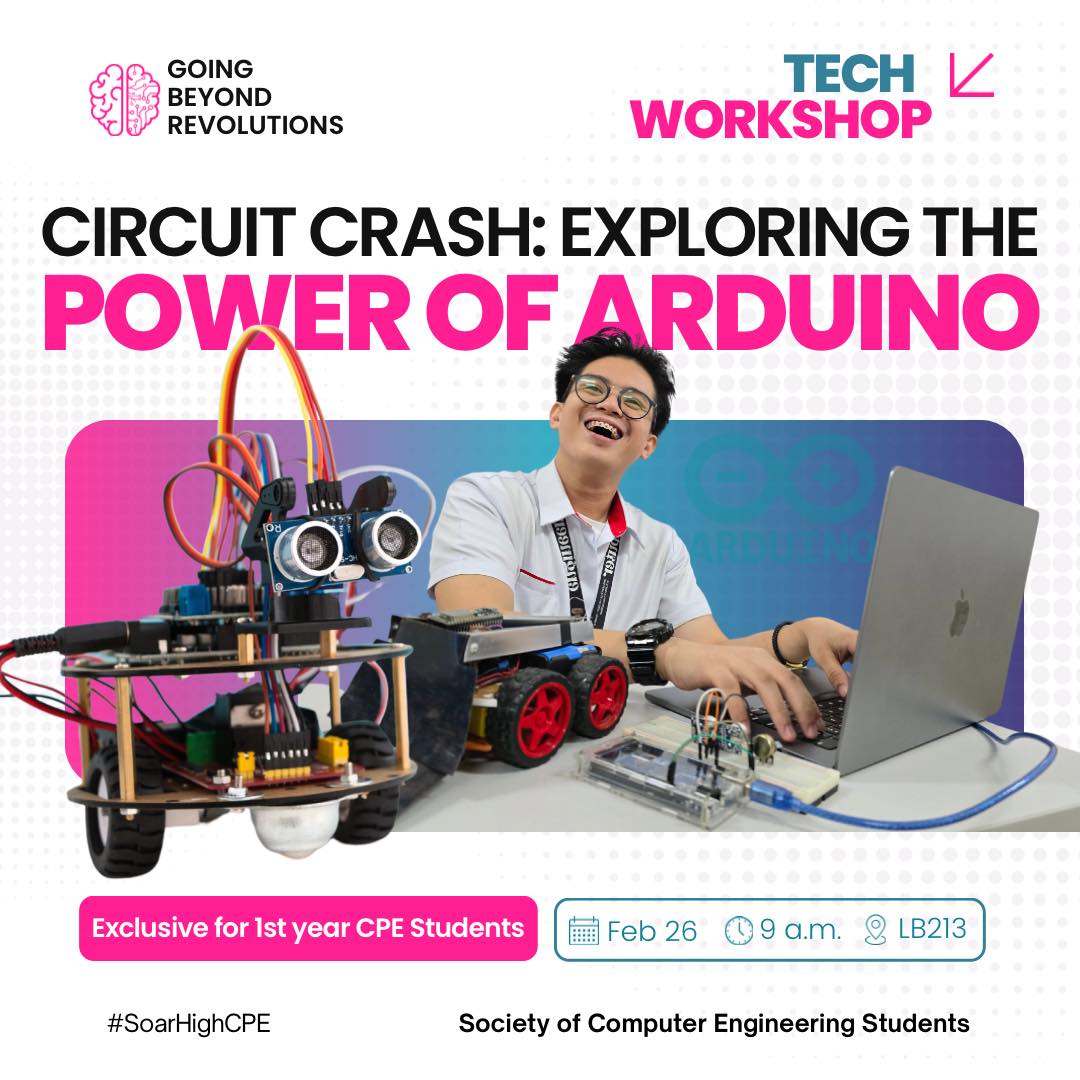 GOING
BEYOND
REVOLUTIONS
TECH
WORKSHOP
CIRCUIT CRASH: EXPLORING THE
POWER OF ARDUINO
ARDUINO
Exclusive for 1st year CPE Students
Feb 26
9 a.m.
LB213
#SoarHighCPE
Society of Computer Engineering Students